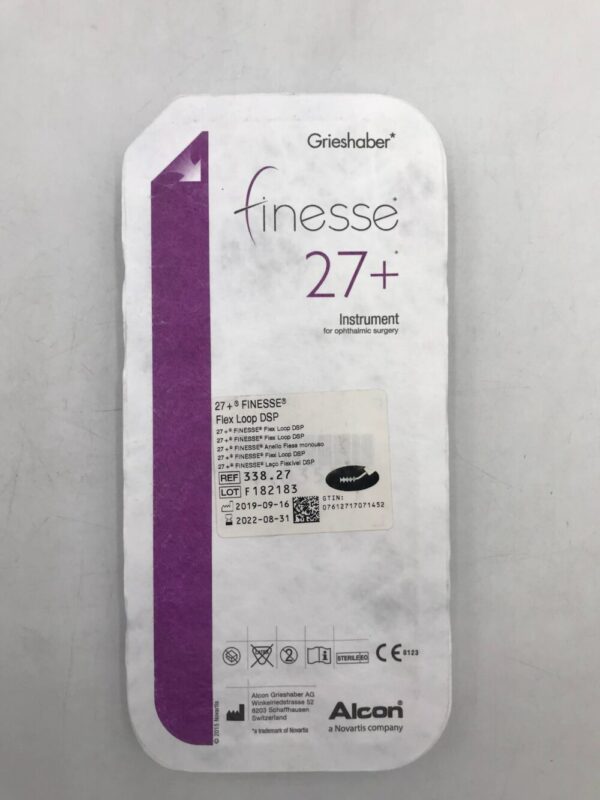 Grieshaber*
finesse*
27+*
Instrument
for ophthalmic surgery
27+® FINESSE®
Flex Loop DSP
27+® FINESSE® Flex Loop DSP
27+® FINESSE® Flex Loop DSP
27+® FINESSE® Anello Fless monouso
27+® FINESSE® Flexi Loop DSP
27+® FINESSE® Laço Flexível DSP
REF 338.27
LOT F182183
2019-09-16
2022-08-31
GTIN:
07612717071452
2
i
STERILE EO
CE 0123
Alcon Grieshaber AG
Winkelriedstrasse 52
8203 Schaffhausen
Switzerland
*a trademark of Novartis
Alcon®
a Novartis company
© 2015 Novartis